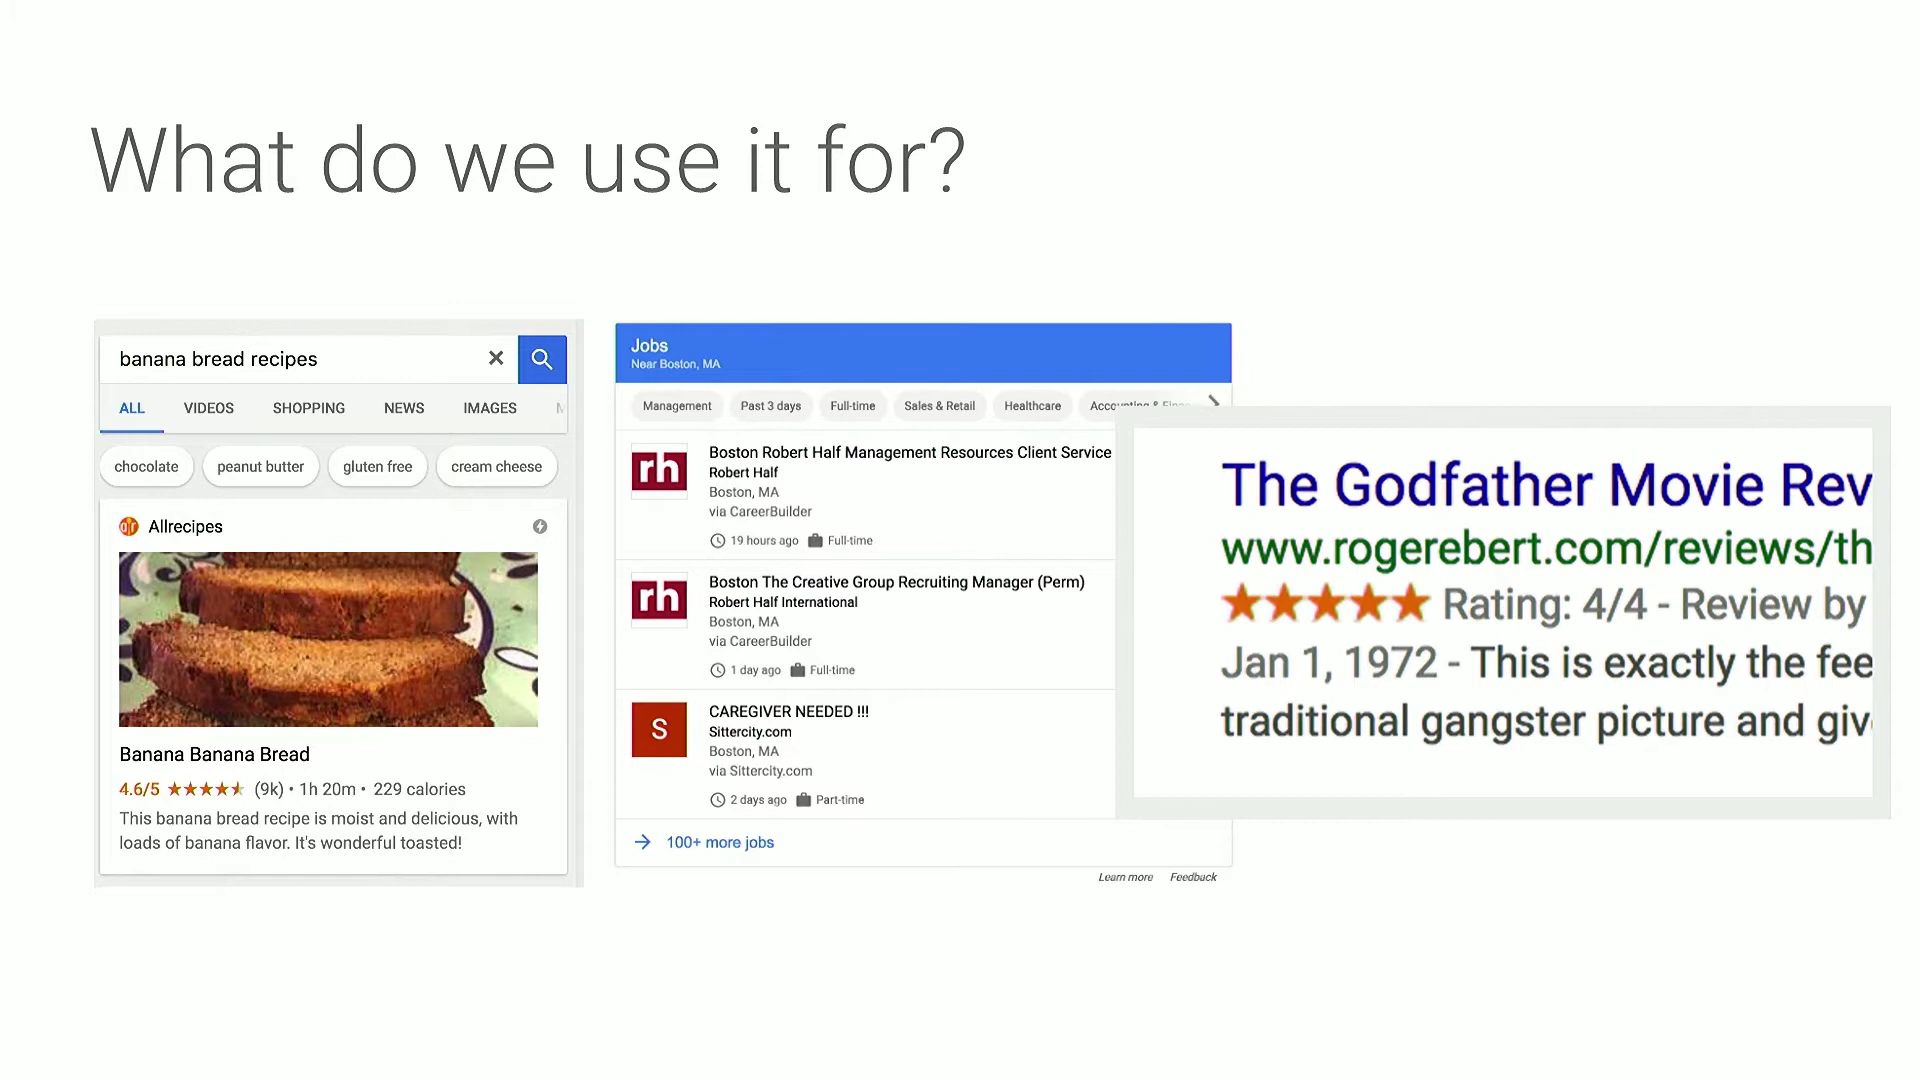 What do we use it for?
banana bread recipes
ALL VIDEOS SHOPPING NEWS IMAGES
chocolate peanut butter gluten free cream cheese
Allrecipes
Banana Banana Bread
4.6/5 ★★★★★ (9k) • 1h 20m • 229 calories
This banana bread recipe is moist and delicious, with
loads of banana flavor. It's wonderful toasted!
Jobs
Near Boston, MA
Management Past 3 days Full-time Sales & Retail Healthcare
rh
Boston Robert Half Management Resources Client Service
Robert Half
Boston, MA
via CareerBuilder
19 hours ago Full-time
rh
Boston The Creative Group Recruiting Manager (Perm)
Robert Half International
Boston, MA
via CareerBuilder
1 day ago Full-time
S
CAREGIVER NEEDED !!!
Sittercity.com
Boston, MA
via Sittercity.com
2 days ago Part-time
100+ more jobs
Learn more Feedback
The Godfather Movie Rev
www.rogerebert.com/reviews/th
★★★★★ Rating: 4/4 - Review by
Jan 1, 1972 - This is exactly the fee
traditional gangster picture and giv